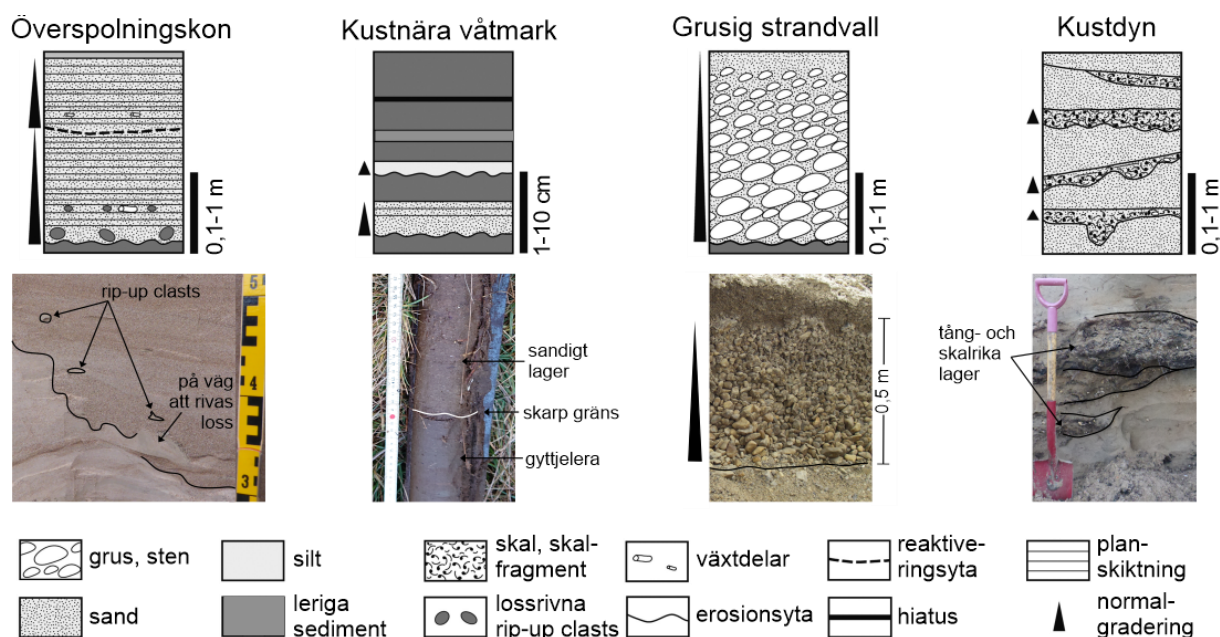 Överspolningskon
Kustnära våtmark
Grusig strandvall
Kustdyn
0,1-1 m
1-10 cm
0,1-1 m
0,1-1 m
rip-up clasts
på väg
att rivas
loss
5
4
3
sandigt
lager
skarp gräns
gyttjelera
0,5 m
tång- och
skalrika
lager
grus, sten
silt
skal, skal-
fragment
växtdelar
reaktive-
ringsyta
plan-
skiktning
sand
leriga
sediment
lossrivna
rip-up clasts
erosionsyta
hiatus
normal-
gradering